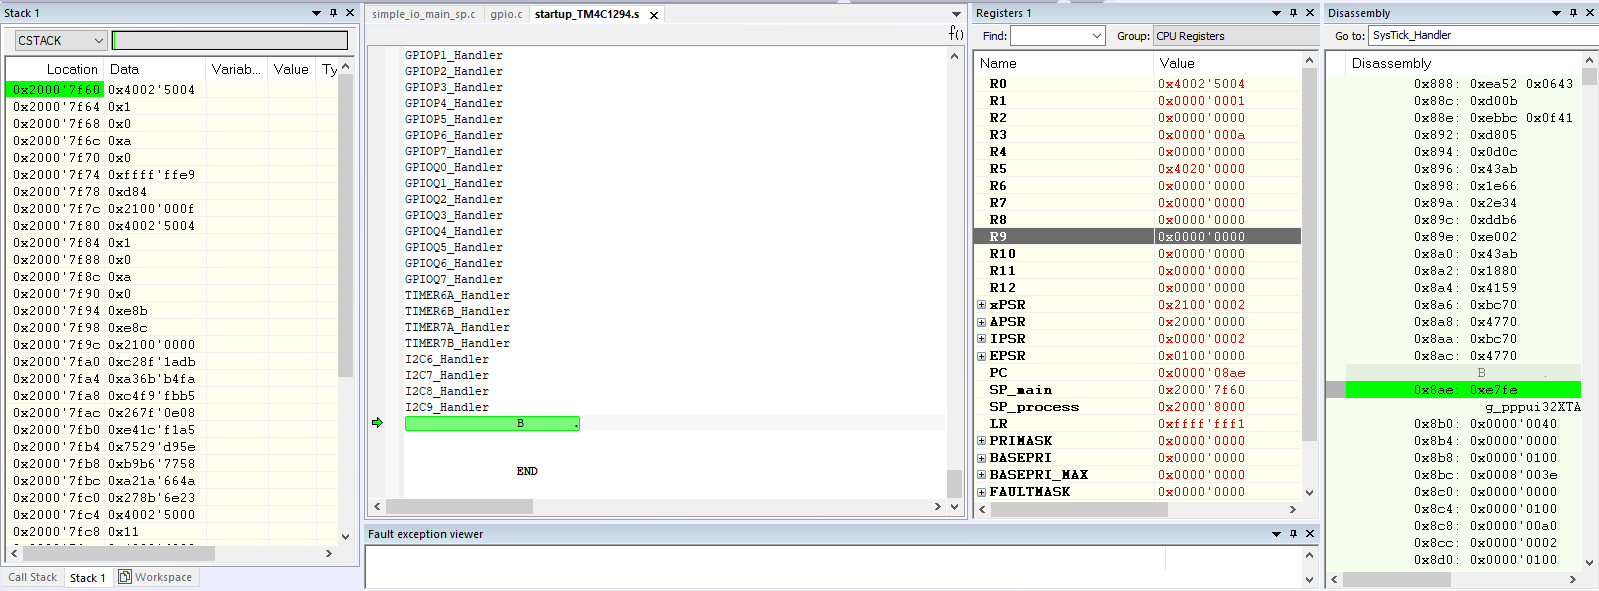 Stack 1
CSTACK
Location Data Variab... Value Ty
0x2000'7f60 0x4002'5004
0x2000'7f64 0x1
0x2000'7f68 0x0
0x2000'7f6c 0xa
0x2000'7f70 0x0
0x2000'7f74 0xffff'ffe9
0x2000'7f78 0xd84
0x2000'7f7c 0x2100'000f
0x2000'7f80 0x4002'5004
0x2000'7f84 0x1
0x2000'7f88 0x0
0x2000'7f8c 0xa
0x2000'7f90 0x0
0x2000'7f94 0xe8b
0x2000'7f98 0xe8c
0x2000'7f9c 0x2100'0000
0x2000'7fa0 0xc28f'1adb
0x2000'7fa4 0xa36b'b4fa
0x2000'7fa8 0xc4f9'fbb5
0x2000'7fac 0x267f'0e08
0x2000'7fb0 0xe41c'f1a5
0x2000'7fb4 0x7529'd95e
0x2000'7fb8 0xb9b6'7758
0x2000'7fbc 0xa21a'664a
0x2000'7fc0 0x278b'6e23
0x2000'7fc4 0x4002'5000
0x2000'7fc8 0x11
Call Stack Stack 1 Workspace
simple_io_main_sp.c gpio.c startup_TM4C1294.s
f()
GPIOP1_Handler
GPIOP2_Handler
GPIOP3_Handler
GPIOP4_Handler
GPIOP5_Handler
GPIOP6_Handler
GPIOP7_Handler
GPIOQ0_Handler
GPIOQ1_Handler
GPIOQ2_Handler
GPIOQ3_Handler
GPIOQ4_Handler
GPIOQ5_Handler
GPIOQ6_Handler
GPIOQ7_Handler
TIMER6A_Handler
TIMER6B_Handler
TIMER7A_Handler
TIMER7B_Handler
I2C6_Handler
I2C7_Handler
I2C8_Handler
I2C9_Handler
B .
END
Fault exception viewer
Registers 1
Find: Group: CPU Registers
Name Value
R0 0x4002'5004
R1 0x0000'0001
R2 0x0000'0000
R3 0x0000'000a
R4 0x0000'0000
R5 0x4020'0000
R6 0x0000'0000
R7 0x0000'0000
R8 0x0000'0000
R9 0x0000'0000
R10 0x0000'0000
R11 0x0000'0000
R12 0x0000'0000
xPSR 0x2100'0002
APSR 0x2000'0000
IPSR 0x0000'0002
EPSR 0x0100'0000
PC 0x0000'08ae
SP_main 0x2000'7f60
SP_process 0x2000'8000
LR 0xffff'fff1
PRIMASK 0x0000'0000
BASEPRI 0x0000'0000
BASEPRI_MAX 0x0000'0000
FAULTMASK 0x0000'0000
Disassembly
Go to: SysTick_Handler
Disassembly
0x888: 0xea52 0x0643
0x88c: 0xd00b
0x88e: 0xebbc 0x0f41
0x892: 0xd805
0x894: 0x0d0c
0x896: 0x43ab
0x898: 0x1e66
0x89a: 0x2e34
0x89c: 0xddb6
0x89e: 0xe002
0x8a0: 0x43ab
0x8a2: 0x1880
0x8a4: 0x4159
0x8a6: 0xbc70
0x8a8: 0x4770
0x8aa: 0xbc70
0x8ac: 0x4770
B .
0x8ae: 0xe7fe
g_pppui32XTA
0x8b0: 0x0000'0040
0x8b4: 0x0000'0000
0x8b8: 0x0000'0100
0x8bc: 0x0008'003e
0x8c0: 0x0000'0000
0x8c4: 0x0000'0100
0x8c8: 0x0000'00a0
0x8cc: 0x0000'0002
0x8d0: 0x0000'0100